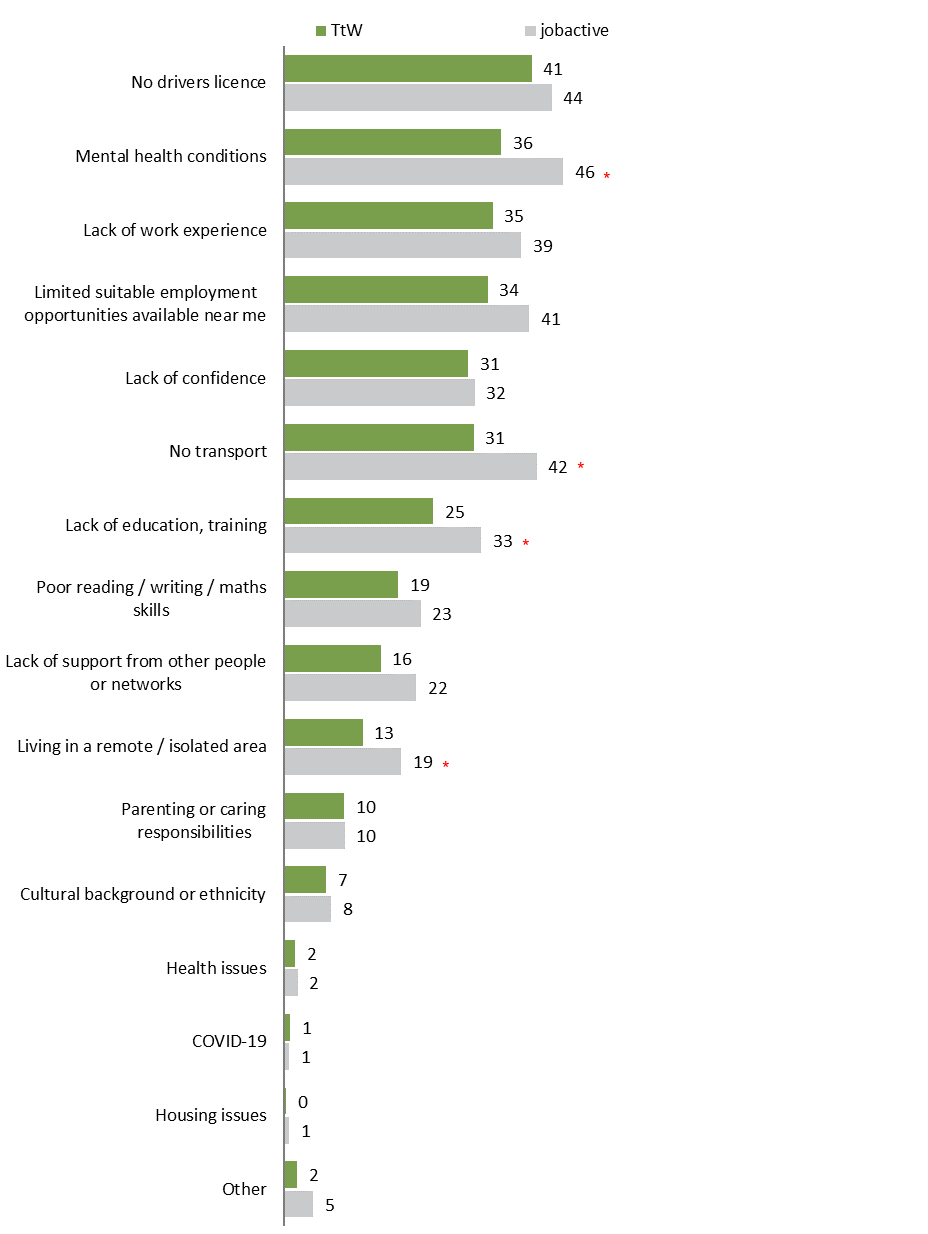 TtW jobactive
No drivers licence 41
44
Mental health conditions 36
46 *
Lack of work experience 35
39
Limited suitable employment
opportunities available near me
34
41
Lack of confidence 31
32
No transport 31
42 *
Lack of education, training 25
33 *
Poor reading / writing / maths
skills
19
23
Lack of support from other people
or networks
16
22
Living in a remote / isolated area 13
19 *
Parenting or caring
responsibilities
10
10
Cultural background or ethnicity 7
8
Health issues 2
2
COVID-19 1
1
Housing issues 0
1
Other 2
5